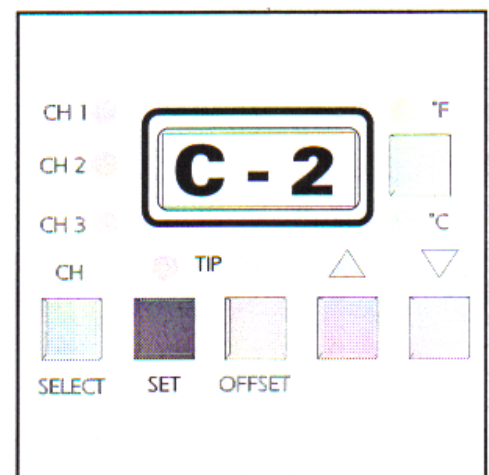 CH 1
°F
CH 2
C - 2
CH 3
°C
CH
TIP
SELECT
SET
OFFSET